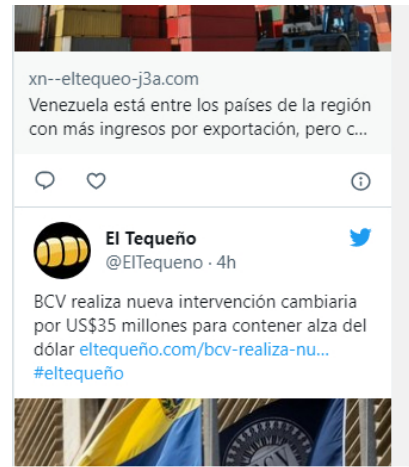 xn--eltequeo-j3a.com
Venezuela está entre los países de la región
con más ingresos por exportación, pero c...
El Tequeño
@ElTequeno · 4h
BCV realiza nueva intervención cambiaria
por US$35 millones para contener alza del
dólar eltequeño.com/bcv-realiza-nu...
#eltequeño